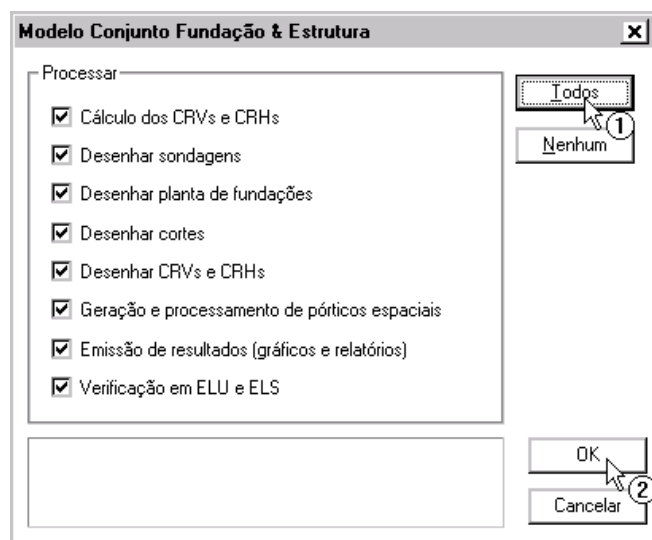 Modelo Conjunto Fundação & Estrutura
Processar
Cálculo dos CRVs e CRHs
Desenhar sondagens
Desenhar planta de fundações
Desenhar cortes
Desenhar CRVs e CRHs
Geração e processamento de pórticos espaciais
Emissão de resultados (gráficos e relatórios)
Verificação em ELU e ELS
Todos
1
Nenhum
OK
2
Cancelar